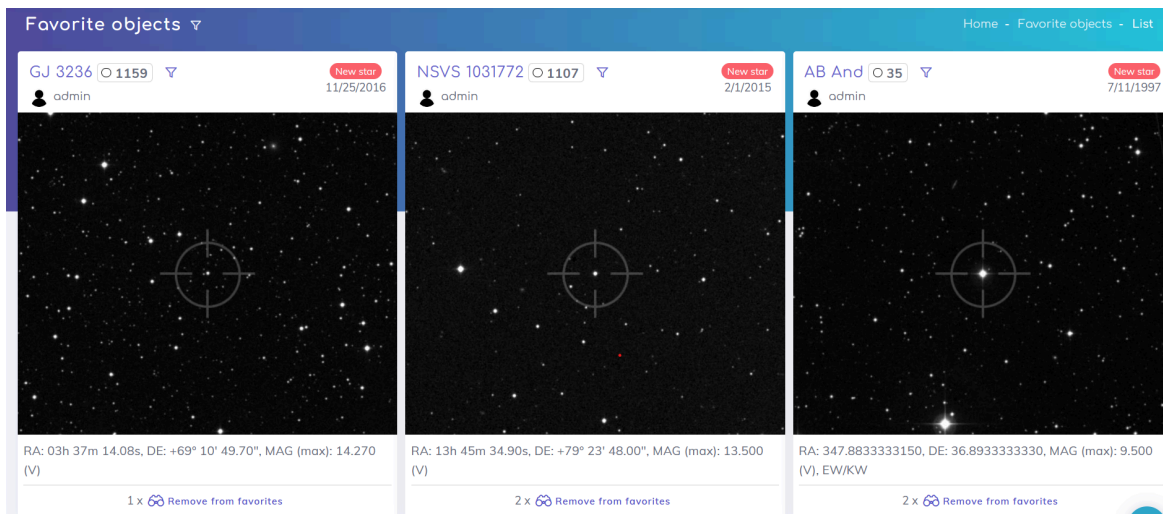 Favorite objects
Home - Favorite objects - List
GJ 3236 1159
New star
11/25/2016
admin
RA: 03h 37m 14.08s, DE: +69° 10' 49.70", MAG (max): 14.270
(V)
1 x Remove from favorites
NSVS 1031772 1107
New star
2/1/2015
admin
RA: 13h 45m 34.90s, DE: +79° 23' 48.00", MAG (max): 13.500
(V)
2 x Remove from favorites
AB And 35
New star
7/11/1997
admin
RA: 347.8833333150, DE: 36.8933333330, MAG (max): 9.500
(V), EW/KW
2 x Remove from favorites